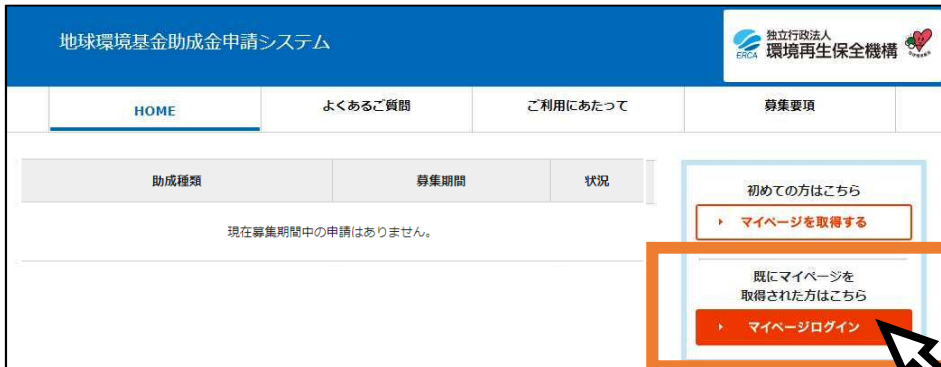 地球環境基金助成金申請システム
ERCA
独立行政法人
環境再生保全機構
HOME
よくあるご質問
ご利用にあたって
募集要項
助成種類
募集期間
状況
現在募集期間中の申請はありません。
初めての方はこちら
マイページを取得する
既にマイページを
取得された方はこちら
マイページログイン